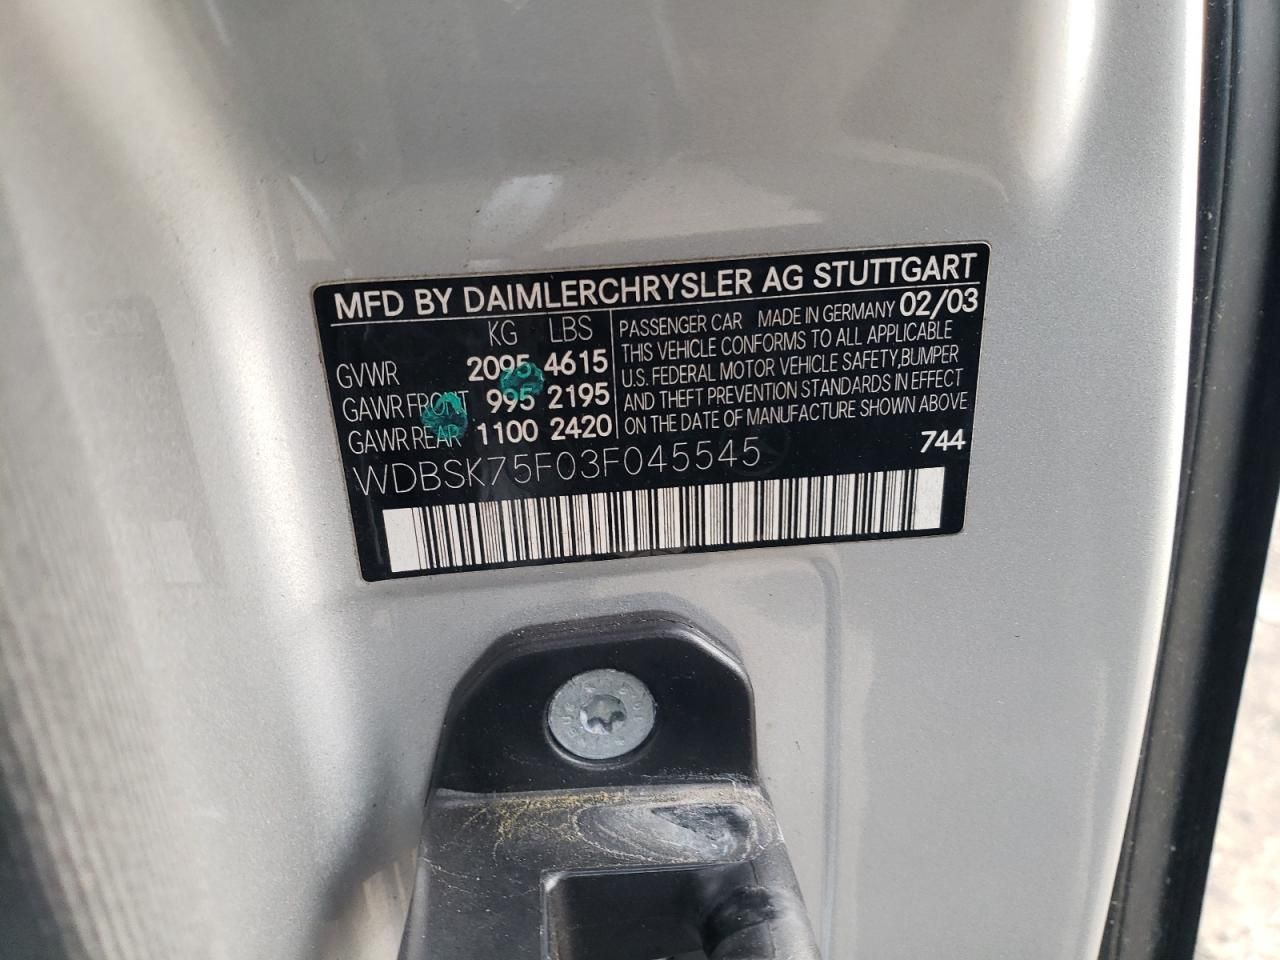 MFD BY DAIMLERCHRYSLER AG STUTTGART
KG LBS
GVWR 2095 4615
GAWR FRONT 995 2195
GAWR REAR 1100 2420
PASSENGER CAR MADE IN GERMANY 02/03
THIS VEHICLE CONFORMS TO ALL APPLICABLE
U.S. FEDERAL MOTOR VEHICLE SAFETY, BUMPER
AND THEFT PREVENTION STANDARDS IN EFFECT
ON THE DATE OF MANUFACTURE SHOWN ABOVE
744
WDBSK75F03F045545